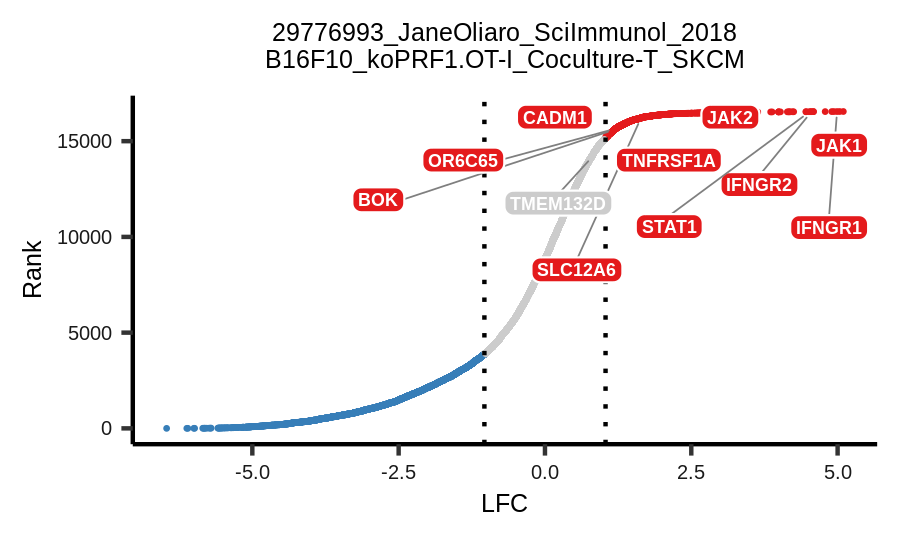 29776993_JaneOliaro_SciImmunol_2018
B16F10_koPRF1.OT-I_Coculture-T_SKCM
CADM1
JAK2
JAK1
OR6C65
TNFRSF1A
IFNGR2
BOK
TMEM132D
STAT1
IFNGR1
SLC12A6
Rank
15000
10000
5000
0
-5.0
-2.5
0.0
2.5
5.0
LFC